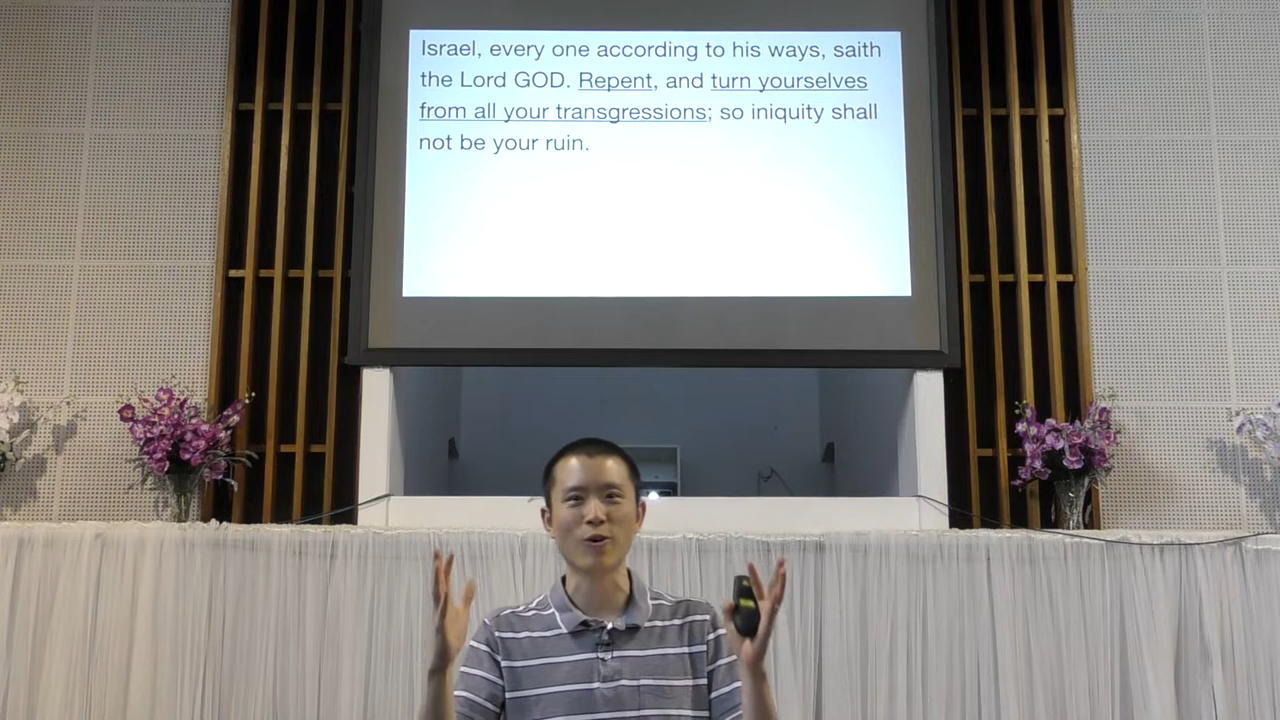 Israel, every one according to his ways, saith
the Lord GOD. Repent, and turn yourselves
from all your transgressions; so iniquity shall
not be your ruin.